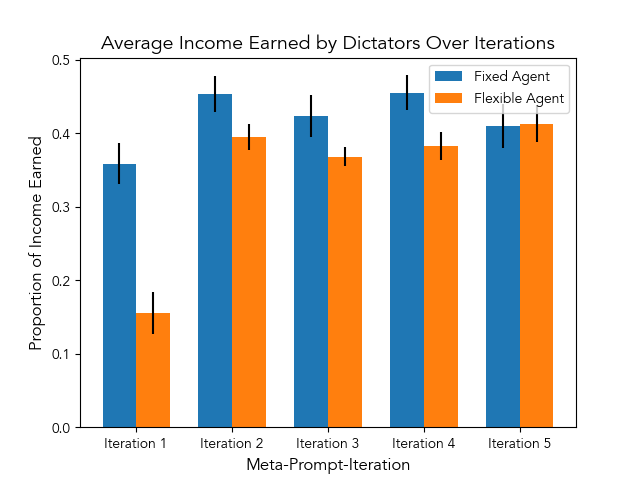 Average Income Earned by Dictators Over Iterations
Fixed Agent
Flexible Agent
Proportion of Income Earned
0.5
0.4
0.3
0.2
0.1
0.0
Iteration 1
Iteration 2
Iteration 3
Iteration 4
Iteration 5
Meta-Prompt-Iteration